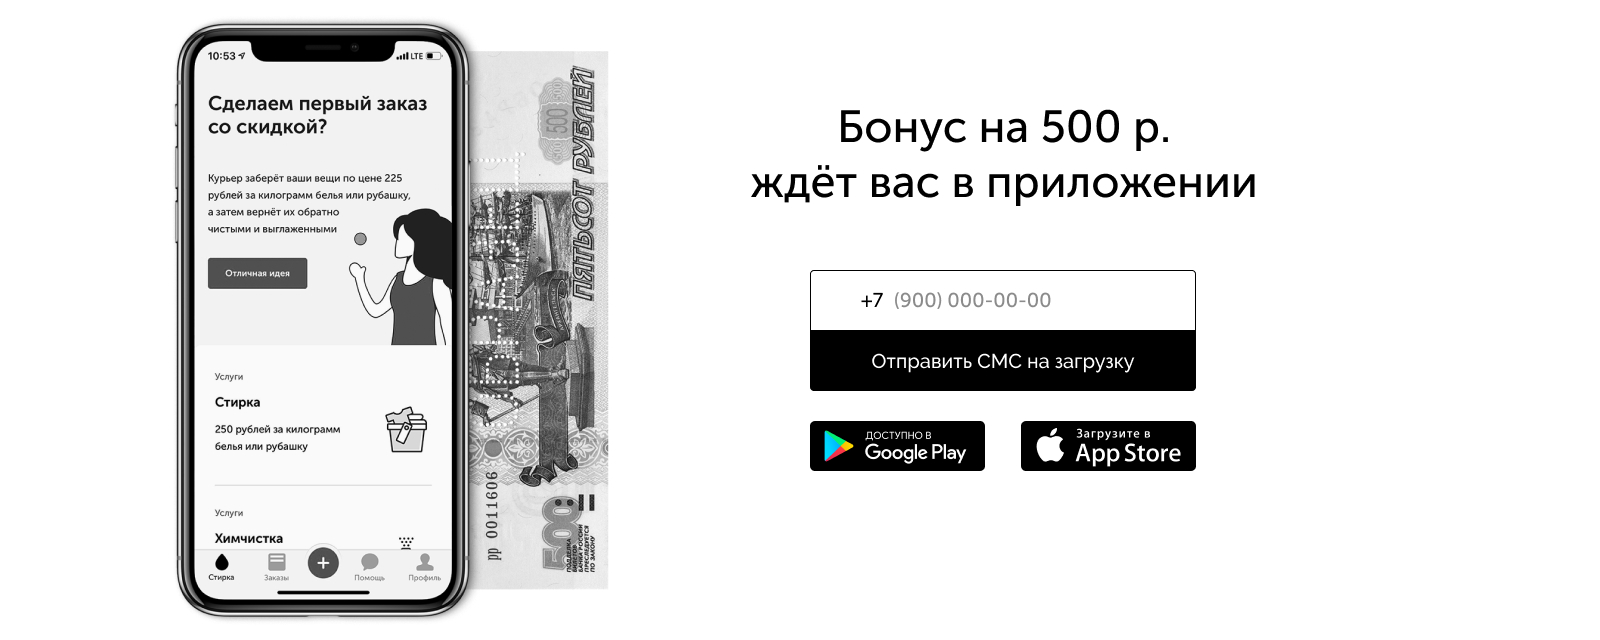 10:53
LTE
Сделаем первый заказ
со скидкой?
Курьер заберёт ваши вещи по цене 225
рублей за килограмм белья или рубашку,
а затем вернёт их обратно
чистыми и выглаженными
Отличная идея
Услуги
Стирка
250 рублей за килограмм
белья или рубашку
Услуги
Химчистка
Стирка
Заказы
Помощь
Профиль
500
ПЯТЬСОТ РУБЛЕЙ
рр 0011606
500
ПОДДЕЛКА
БИЛЕТОВ
БАНКА РОССИИ
ПРЕСЛЕДУЕТСЯ
ПО ЗАКОНУ
Бонус на 500 р.
ждёт вас в приложении
+7 (900) 000-00-00
Отправить СМС на загрузку
ДОСТУПНО В
Google Play
Загрузите в
App Store